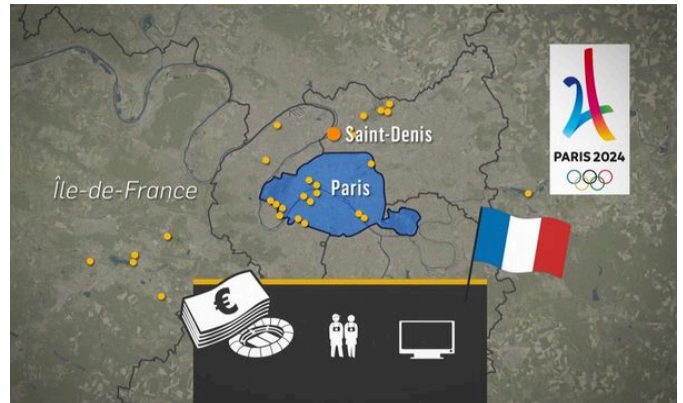 Saint-Denis
PARIS 2024
Île-de-France
Paris
€